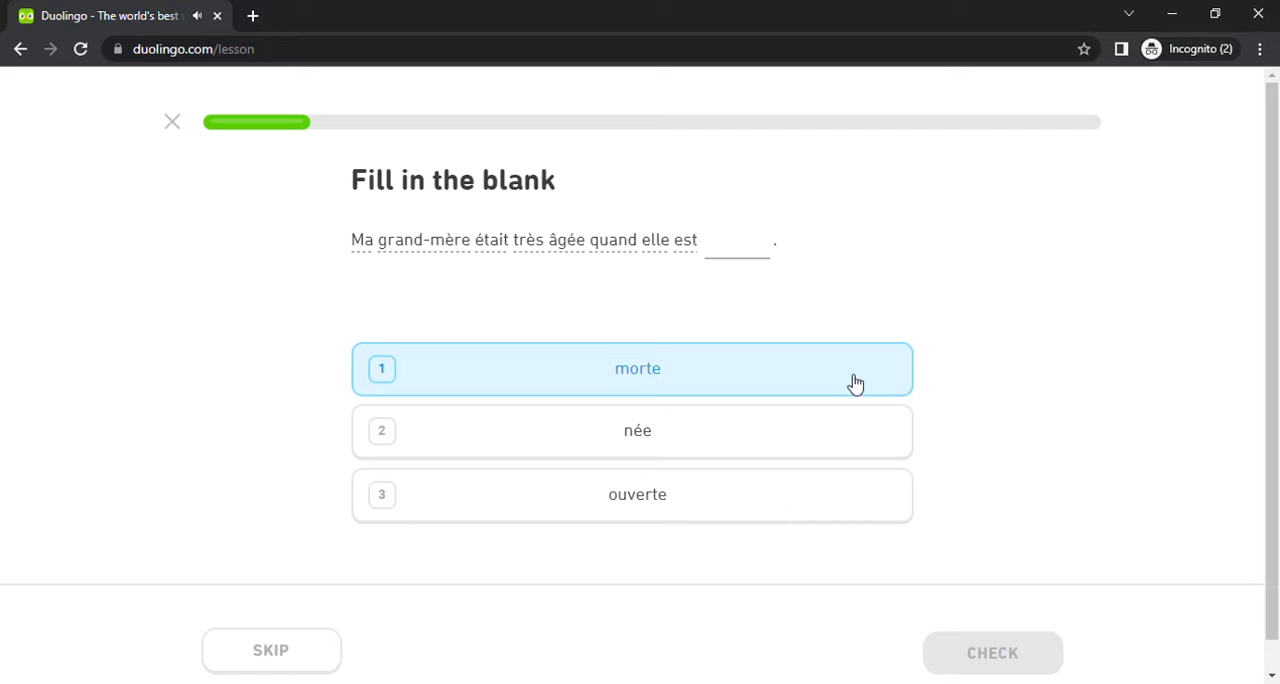 Duolingo - The world's best
duolingo.com/lesson
Incognito (2)
Fill in the blank
Ma grand-mère était très âgée quand elle est ______ .
1 morte
2 née
3 ouverte
SKIP
CHECK